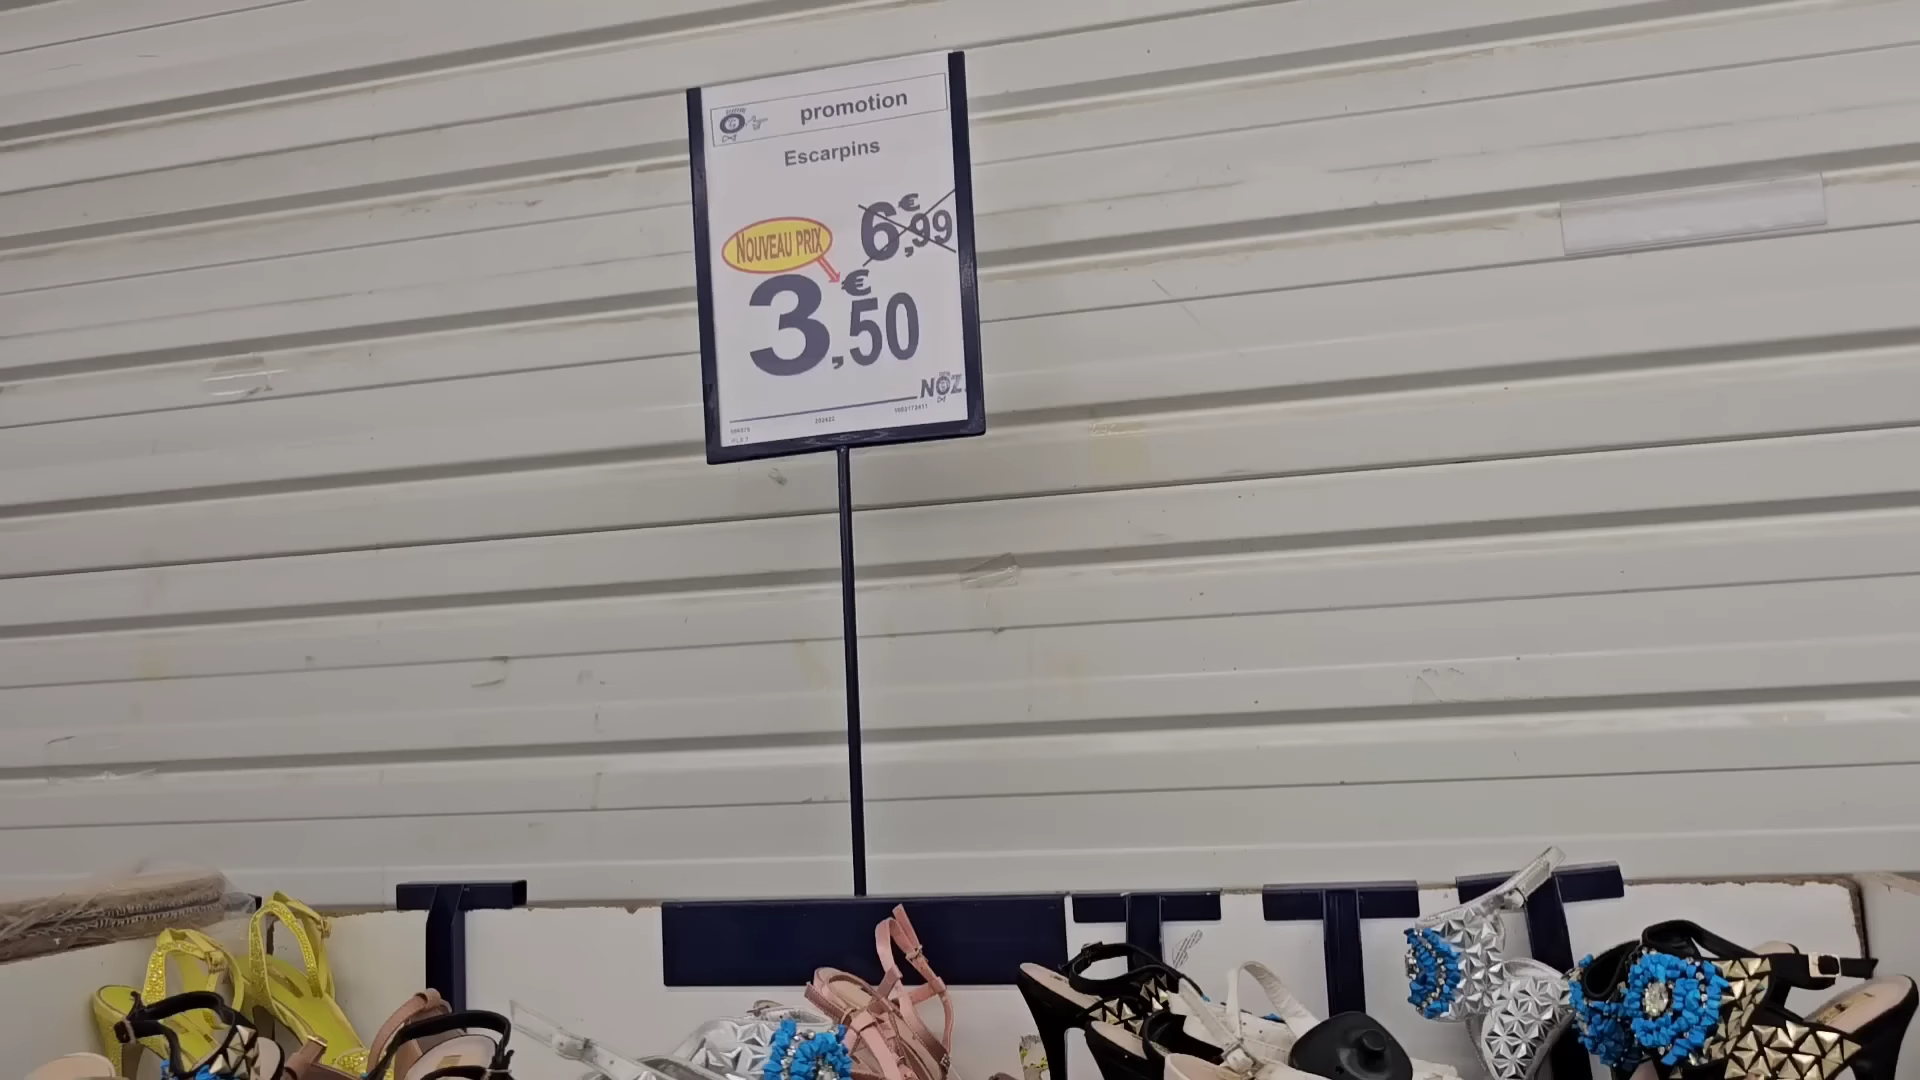 promotion
Escarpins
6€,99
NOUVEAU PRIX
3€,50
NOZ